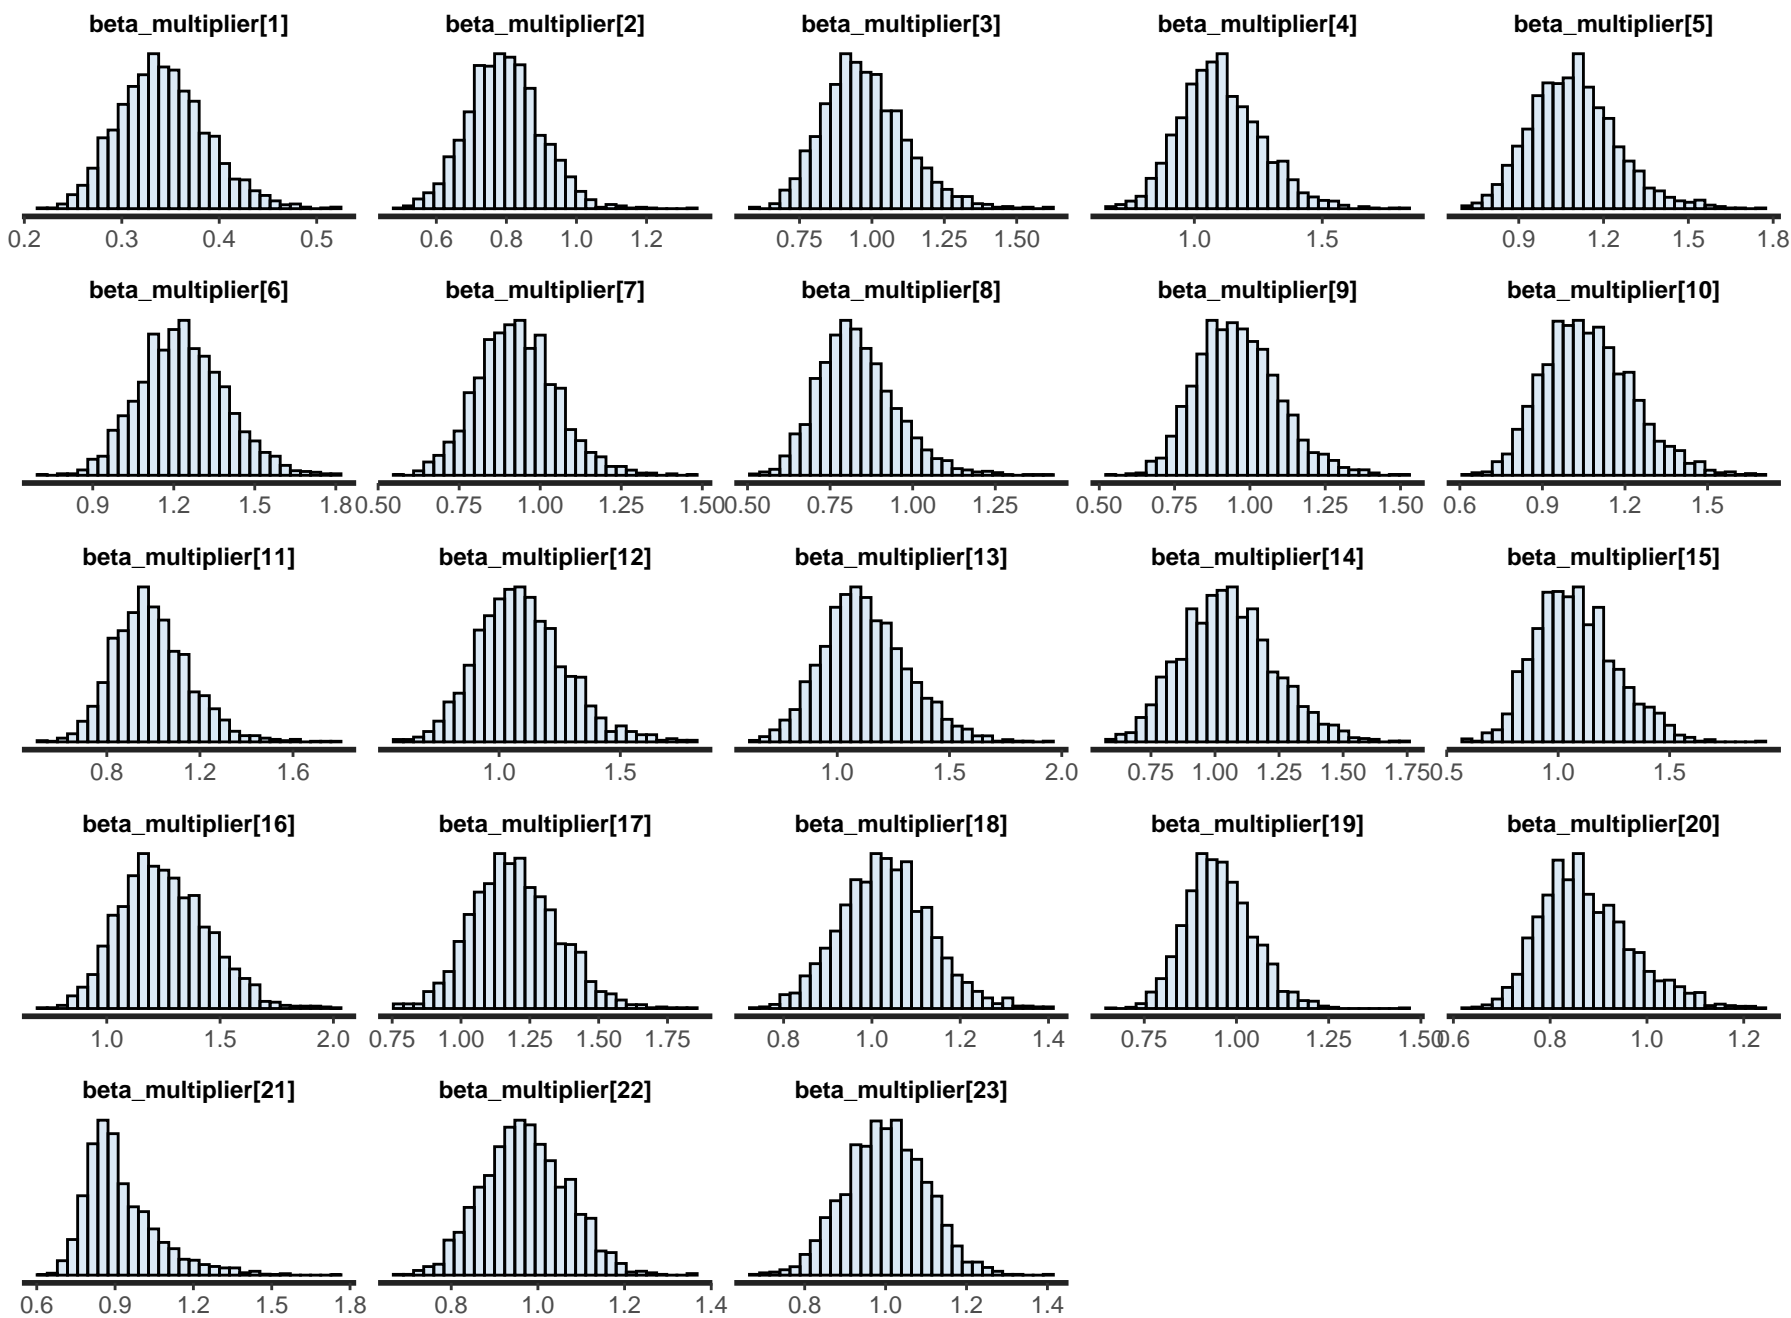 beta_multiplier[1] beta_multiplier[2] beta_multiplier[3] beta_multiplier[4] beta_multiplier[5]
0.2 0.3 0.4 0.5 0.6 0.8 1.0 1.2 0.75 1.00 1.25 1.50 1.0 1.5 0.9 1.2 1.5 1.8
beta_multiplier[6] beta_multiplier[7] beta_multiplier[8] beta_multiplier[9] beta_multiplier[10]
0.9 1.2 1.5 1.8 0.50 0.75 1.00 1.25 1.50 0.50 0.75 1.00 1.25 0.50 0.75 1.00 1.25 1.50 0.6 0.9 1.2 1.5
beta_multiplier[11] beta_multiplier[12] beta_multiplier[13] beta_multiplier[14] beta_multiplier[15]
0.8 1.2 1.6 1.0 1.5 1.0 1.5 2.0 0.75 1.00 1.25 1.50 1.75 0.5 1.0 1.5
beta_multiplier[16] beta_multiplier[17] beta_multiplier[18] beta_multiplier[19] beta_multiplier[20]
1.0 1.5 2.0 0.75 1.00 1.25 1.50 1.75 0.8 1.0 1.2 1.4 0.75 1.00 1.25 1.50 0.6 0.8 1.0 1.2
beta_multiplier[21] beta_multiplier[22] beta_multiplier[23]
0.6 0.9 1.2 1.5 1.8 0.8 1.0 1.2 1.4 0.8 1.0 1.2 1.4